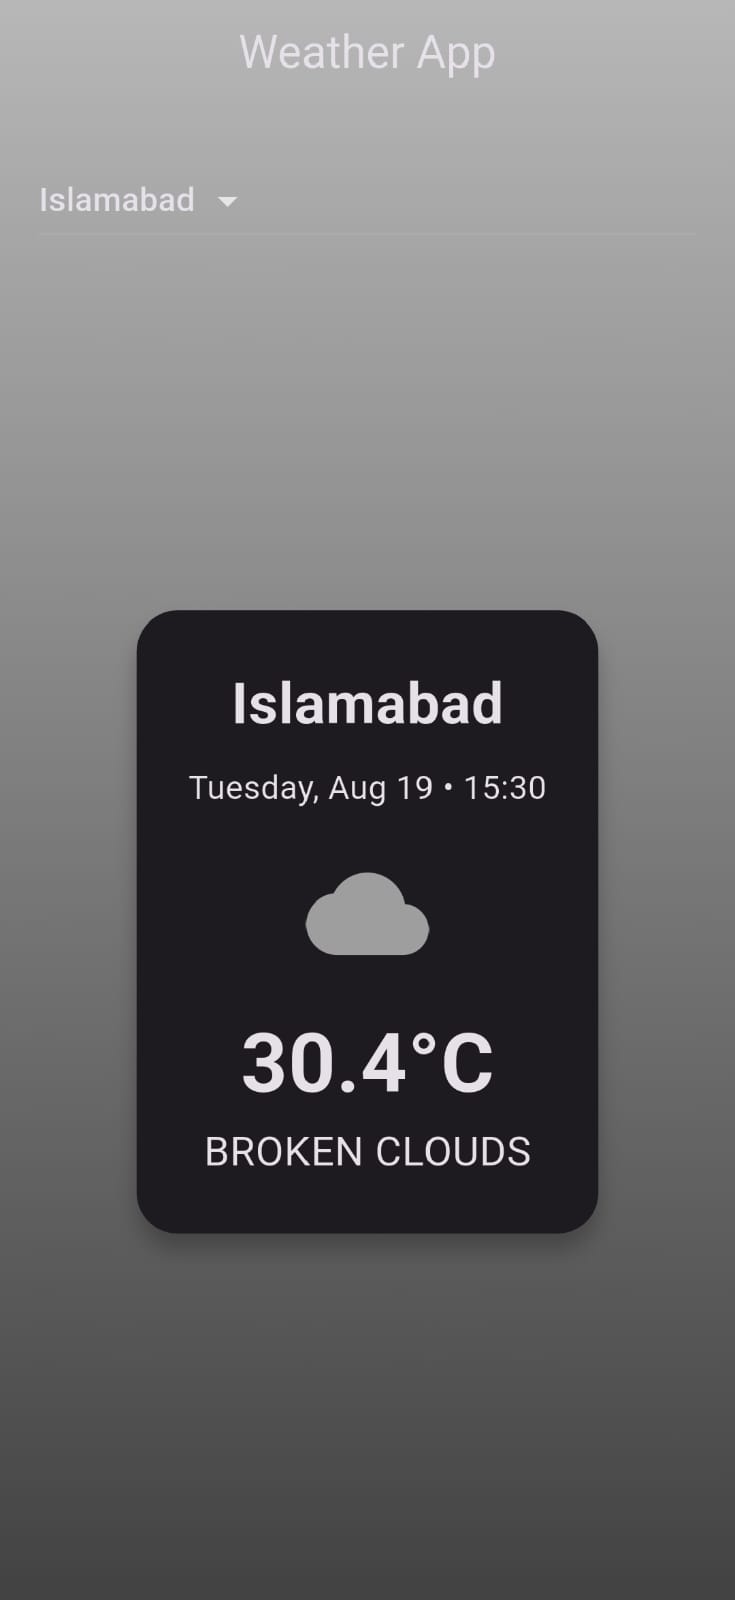 Weather App
Islamabad
Islamabad
Tuesday, Aug 19 • 15:30
30.4°C
BROKEN CLOUDS